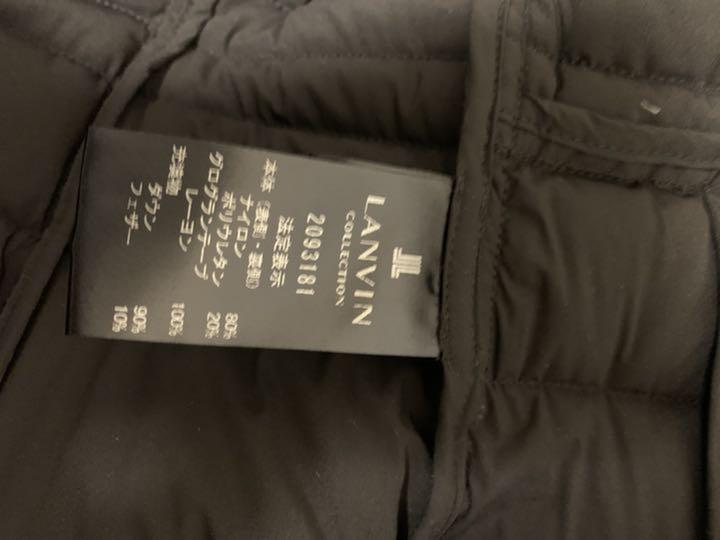 LANVIN
COLLECTION
2093181
法定表示
本体(表側・裏側)
ナイロン 80%
ポリウレタン 20%
グログランテープ
レーヨン 100%
充填物
ダウン 90%
フェザー 10%